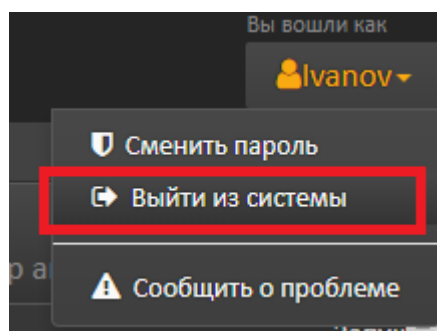 Вы вошли как
Ivanov
Сменить пароль
Выйти из системы
Сообщить о проблеме